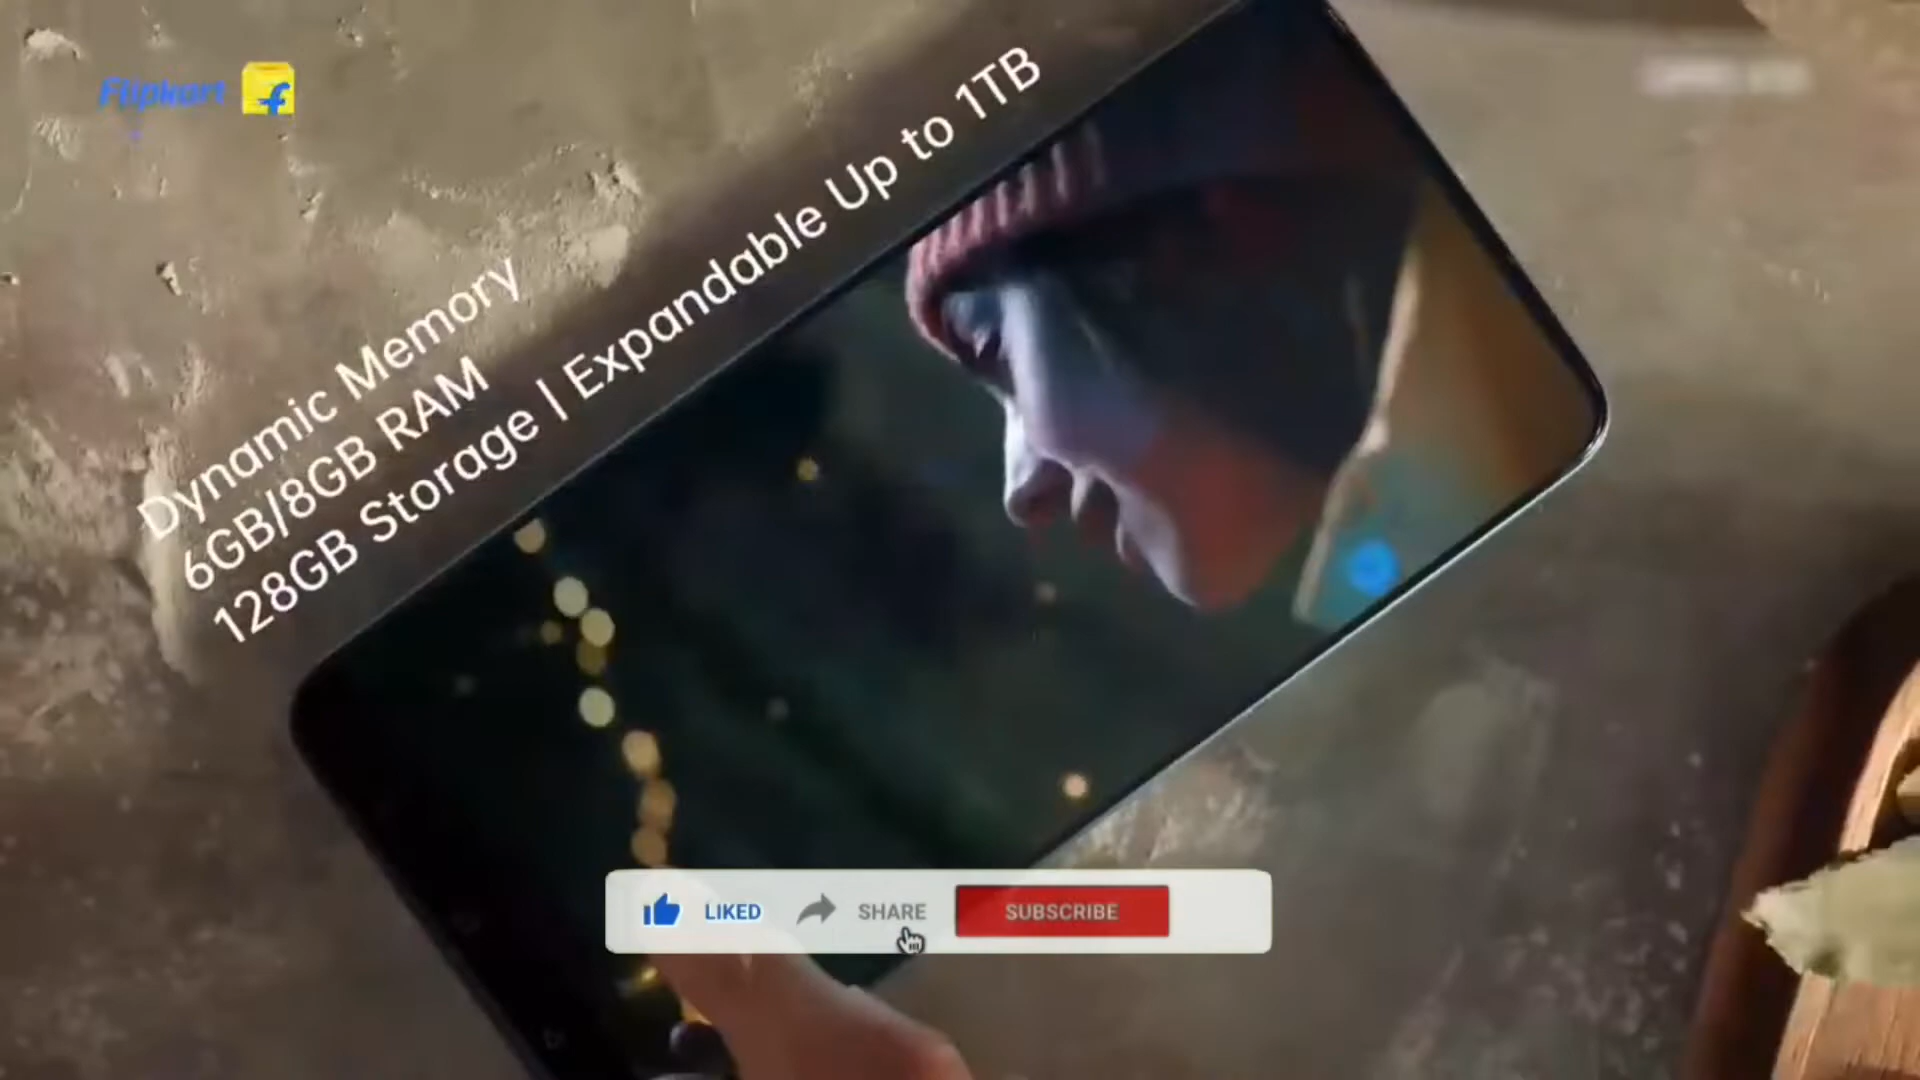 Flipkart
Dynamic Memory
6GB/8GB RAM
128GB Storage | Expandable Up to 1TB
LIKED
SHARE
SUBSCRIBE